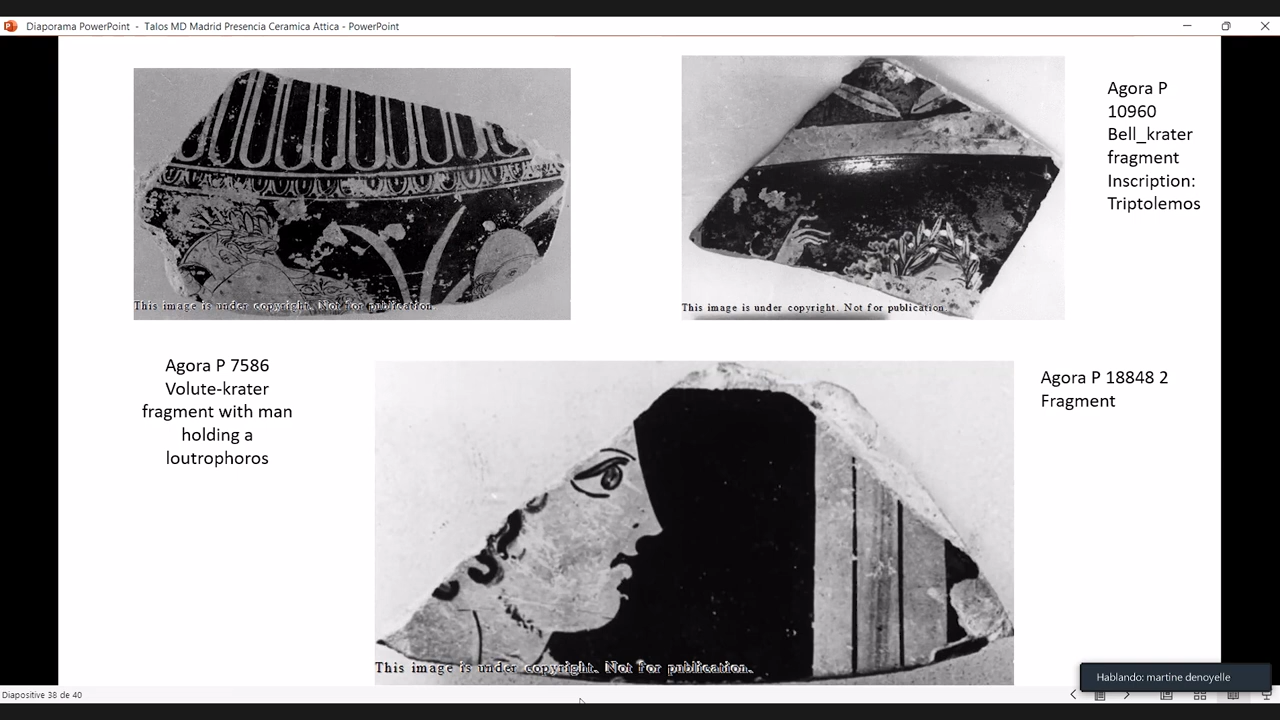 Diaporama PowerPoint - Talos MD Madrid Presencia Ceramica Attica - PowerPoint
This image is under copyright. Not for publication.
This image is under copyright. Not for publication
Agora P
10960
Bell_krater
fragment
Inscription:
Triptolemos
Agora P 7586
Volute-krater
fragment with man
holding a
loutrophoros
This image is under copyright. Not for publication.
Agora P 18848 2
Fragment
Hablando: martine denoyelle
Diapositive 38 de 40